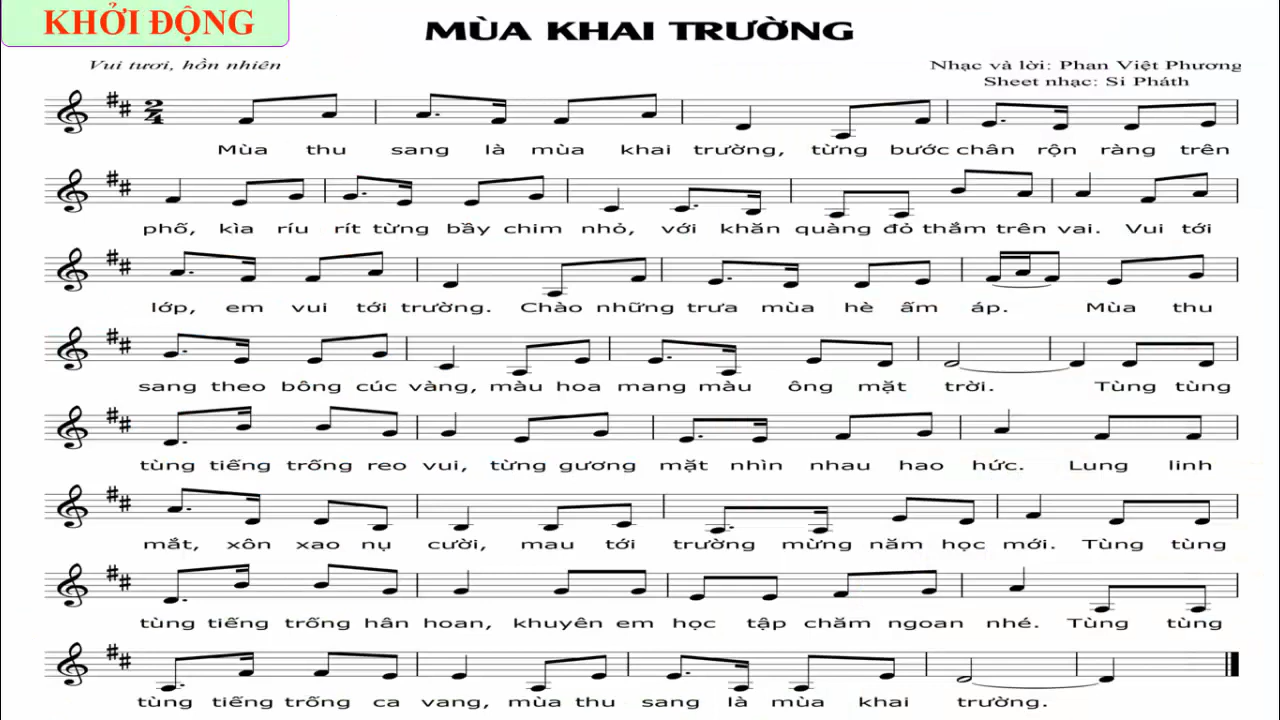 KHỞI ĐỘNG
MÙA KHAI TRƯỜNG
Vui tươi, hồn nhiên
Nhạc và lời: Phan Việt Phương
Sheet nhạc: Si Pháth
Mùa thu sang là mùa khai trường, từng bước chân rộn ràng trên
phố, kìa ríu rít từng bầy chim nhỏ, với khăn quàng đỏ thắm trên vai. Vui tới
lớp, em vui tới trường. Chào những trưa mùa hè ấm áp. Mùa thu
sang theo bông cúc vàng, màu hoa mang màu ông mặt trời. Tùng tùng
tùng tiếng trống reo vui, từng gương mặt nhìn nhau hao hức. Lung linh
mắt, xôn xao nụ cười, mau tới trường mừng năm học mới. Tùng tùng
tùng tiếng trống hân hoan, khuyên em học tập chăm ngoan nhé. Tùng tùng
tùng tiếng trống ca vang, mùa thu sang là mùa khai trường.